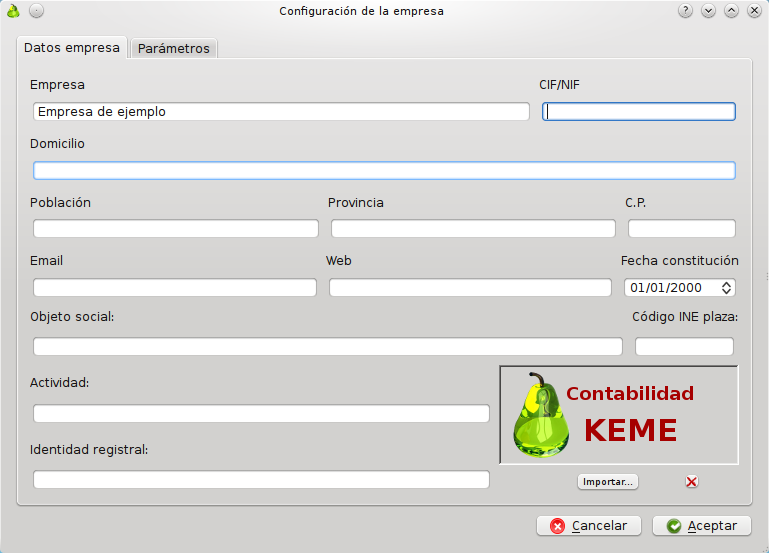 Configuración de la empresa
Datos empresa Parámetros
Empresa CIF/NIF
Empresa de ejemplo
Domicilio
Población Provincia C.P.
Email Web Fecha constitución
01/01/2000
Objeto social: Código INE plaza:
Actividad:
Contabilidad
KEME
Identidad registral:
Importar...
Cancelar Aceptar